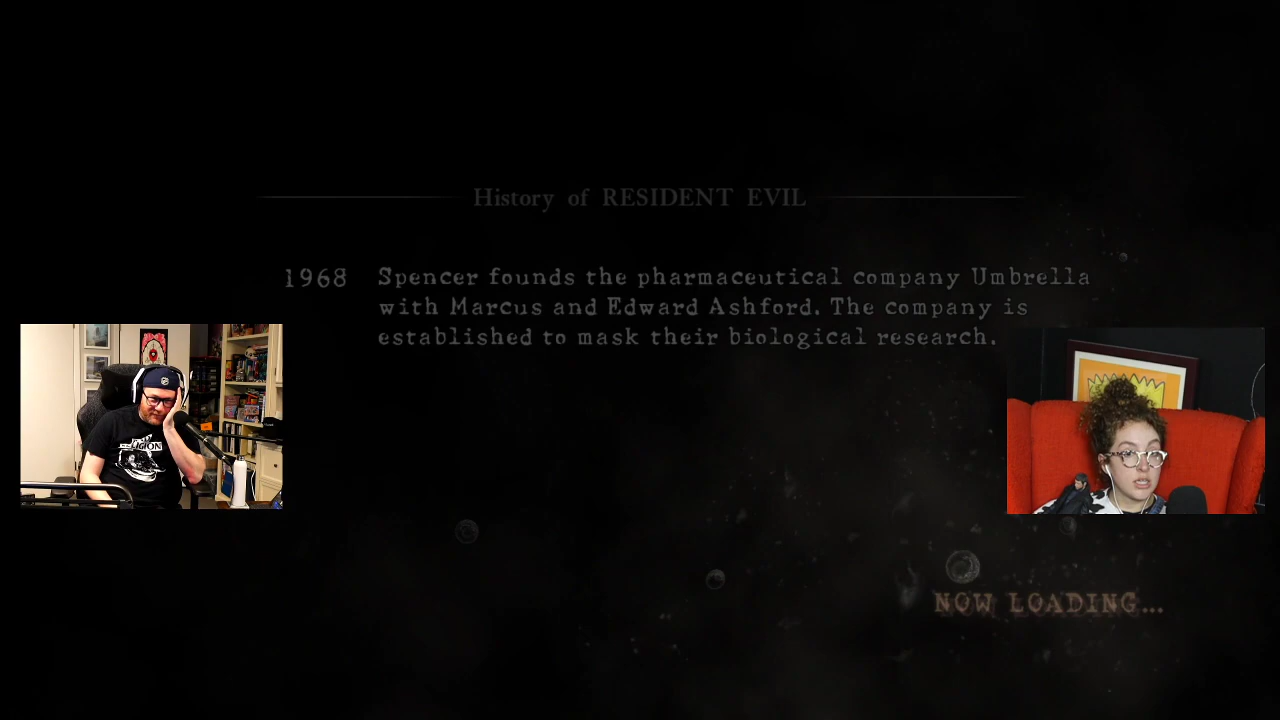 History of RESIDENT EVIL
1968 Spencer founds the pharmaceutical company Umbrella
with Marcus and Edward Ashford. The company is
established to mask their biological research.
NOW LOADING...